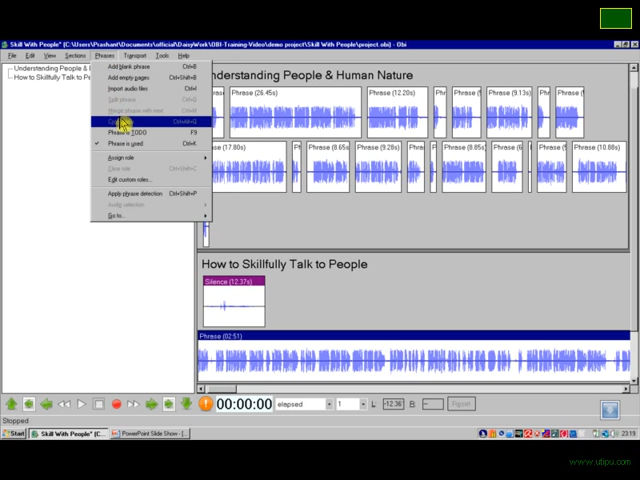 Skill With People* (C:\Users\Prashant\Documents\official\DaisyWork\OBI-Training-Video\demo project\Skill With People\project.obi) - Obi
File Edit View Sections Phrases Transport Tools Help
Understanding People &
How to Skillfully Talk to Pe
Add blank phrase Ctrl+B
Add empty pages Ctrl+Shift+B
Import audio files Ctrl+I
Split phrase
Merge phrase with next
Phrase is TODO F9
Phrase is used Ctrl+K
Assign role
Clear role
Edit custom roles...
Apply phrase detection Ctrl+Shift+P
Audio selection
Go to...
nderstanding People & Human Nature
Phrase (26.45s) Phrase (12.20s) P Phr Phrase Phrase (9.13s) Phr Phrase
(17.80s) P Phrase (8.65s) Phrase (9.28s) Phrase P Phrase (8.85s) Phrase Phrase (10.88s)
How to Skillfully Talk to People
Silence (12.37s)
Phrase (02:51)
00:00:00 elapsed 1 L -12.36 R: Reset
Stopped
Start Skill With People* (C... PowerPoint Slide Show - [... 23:19
www.utipu.com